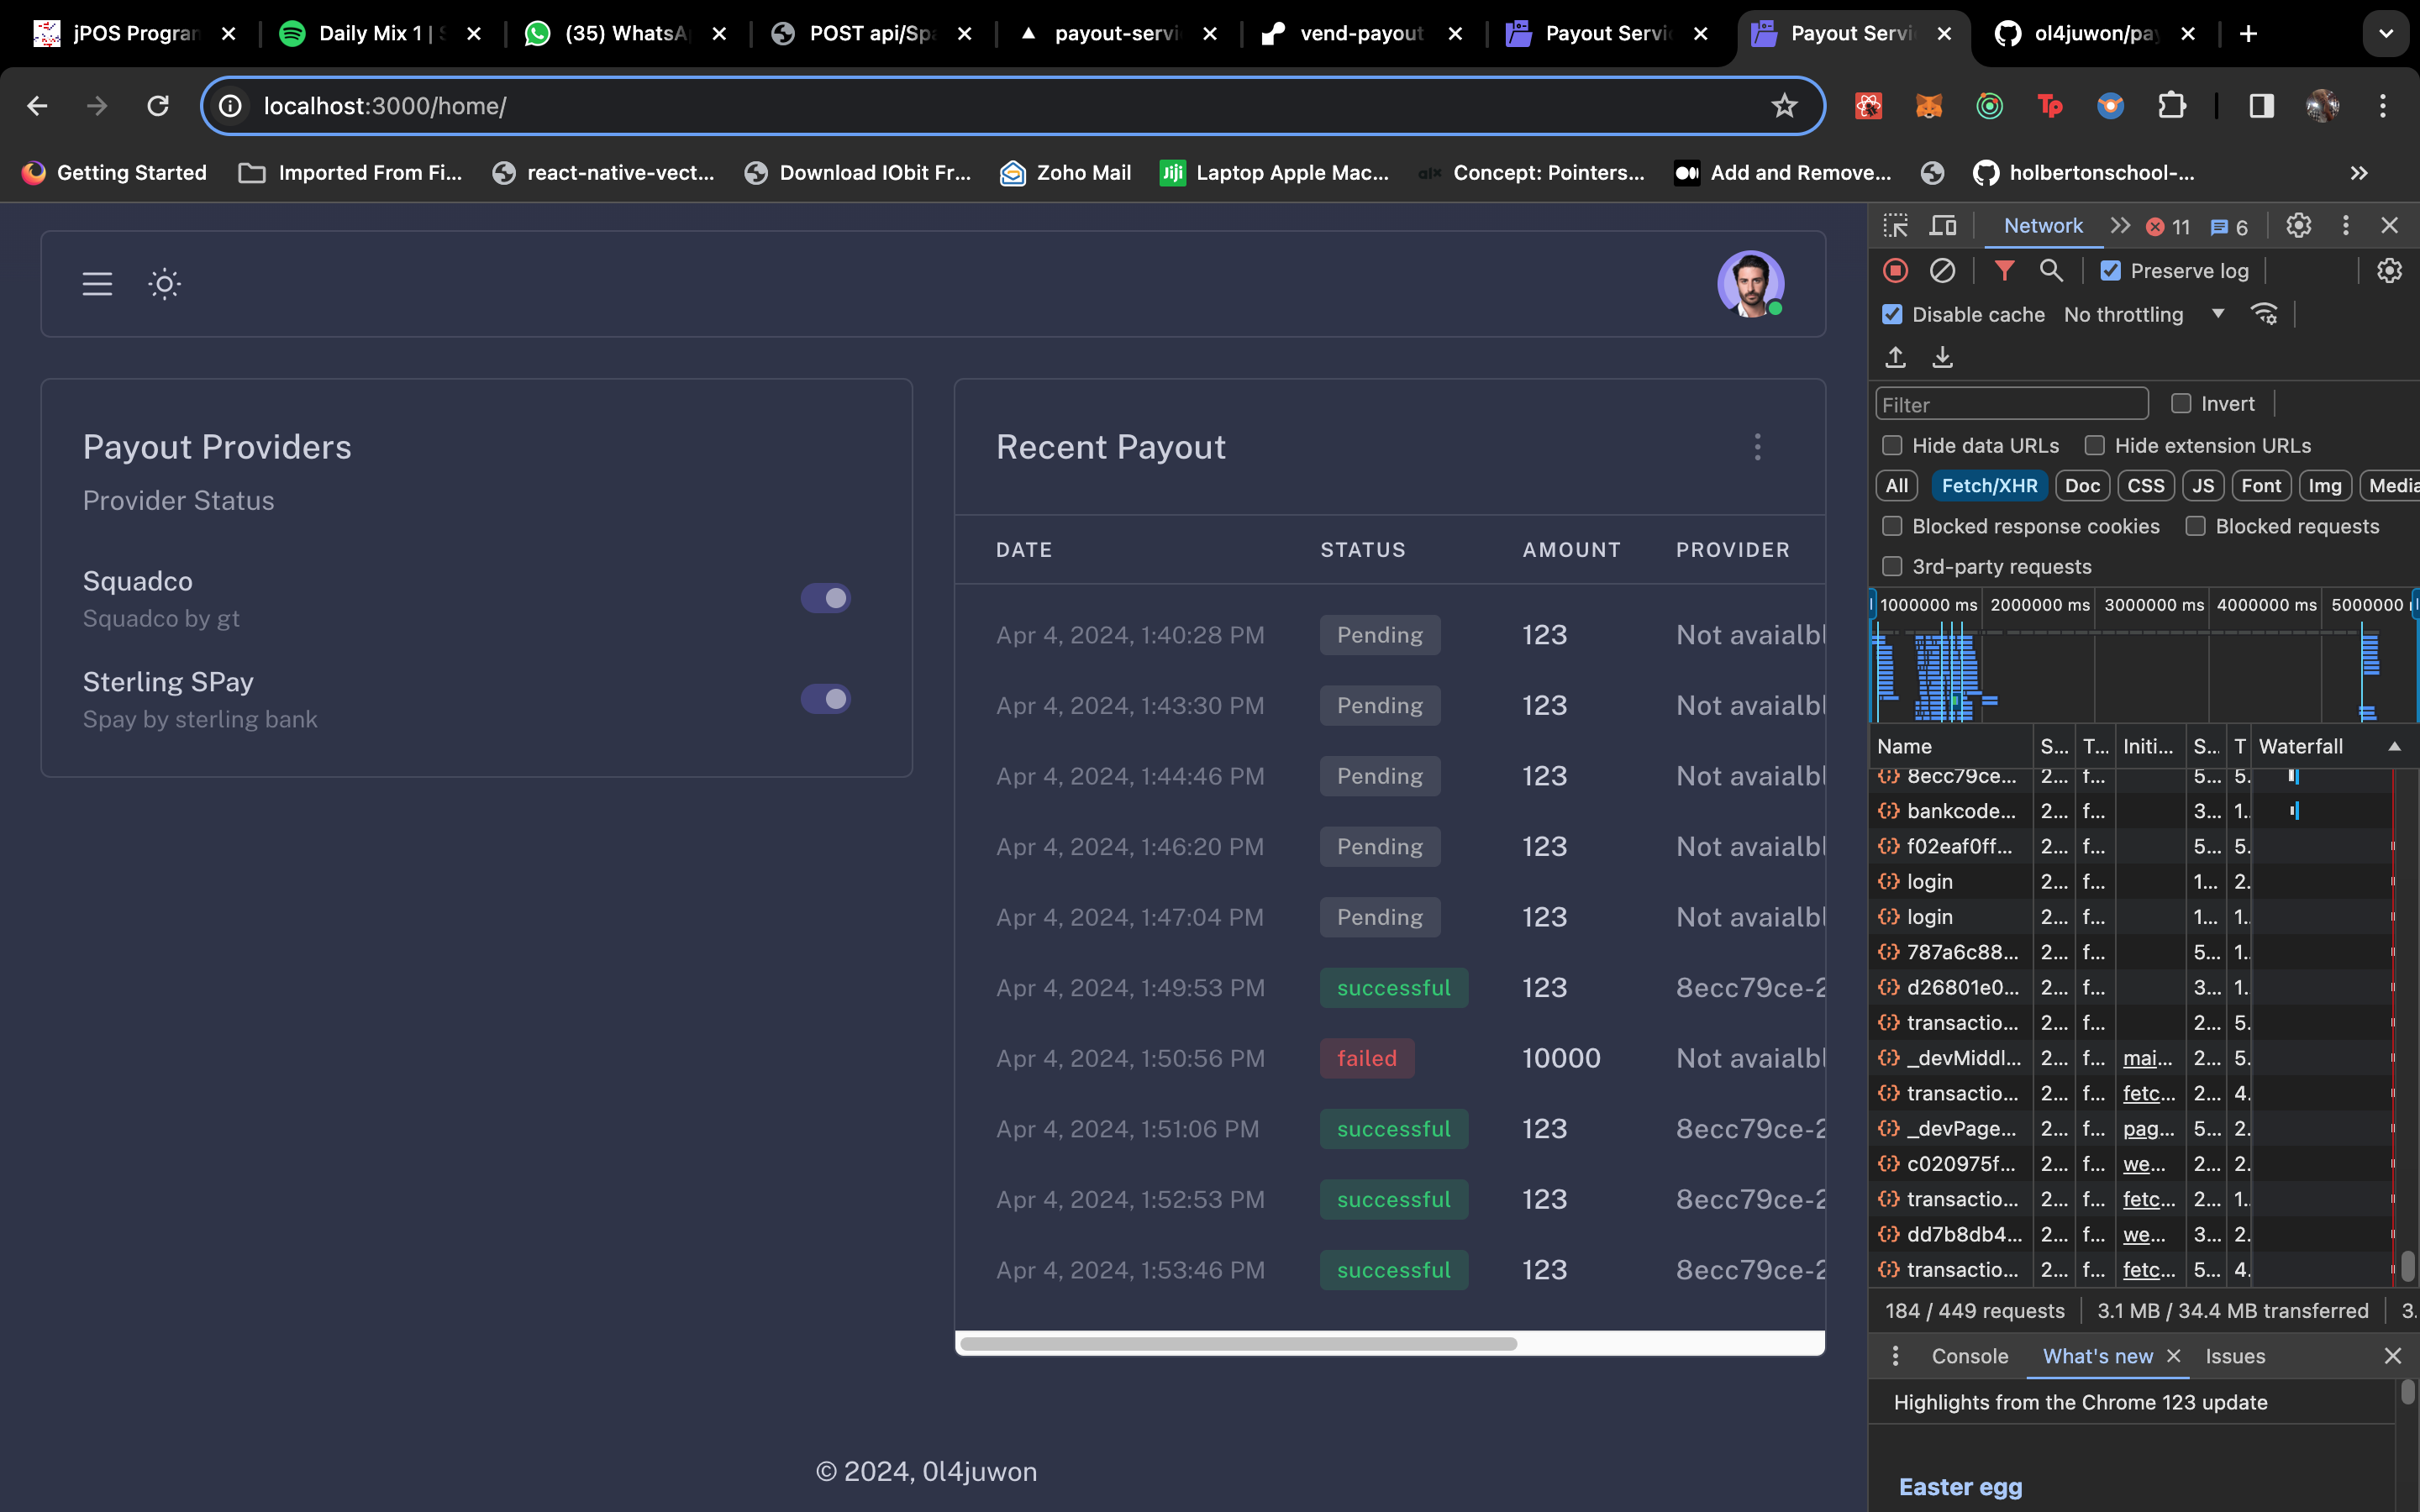 jPOS Progran
Daily Mix 1 | S
(35) WhatsA
POST api/Spa
payout-servi
vend-payout
Payout Servi
Payout Servi
ol4juwon/pay
localhost:3000/home/
Getting Started
Imported From Fi...
react-native-vect...
Download IObit Fr...
Zoho Mail
Jiji
Laptop Apple Mac...
alx
Concept: Pointers...
Add and Remove...
holbertonschool-...
Payout Providers
Provider Status
Squadco
Squadco by gt
Sterling SPay
Spay by sterling bank
Recent Payout
DATE STATUS AMOUNT PROVIDER
Apr 4, 2024, 1:40:28 PM Pending 123 Not avaialbl
Apr 4, 2024, 1:43:30 PM Pending 123 Not avaialbl
Apr 4, 2024, 1:44:46 PM Pending 123 Not avaialbl
Apr 4, 2024, 1:46:20 PM Pending 123 Not avaialbl
Apr 4, 2024, 1:47:04 PM Pending 123 Not avaialbl
Apr 4, 2024, 1:49:53 PM successful 123 8ecc79ce-2
Apr 4, 2024, 1:50:56 PM failed 10000 Not avaialbl
Apr 4, 2024, 1:51:06 PM successful 123 8ecc79ce-2
Apr 4, 2024, 1:52:53 PM successful 123 8ecc79ce-2
Apr 4, 2024, 1:53:46 PM successful 123 8ecc79ce-2
© 2024, 0l4juwon
Network 11 6
Preserve log
Disable cache No throttling
Filter Invert
Hide data URLs Hide extension URLs
All Fetch/XHR Doc CSS JS Font Img Media
Blocked response cookies Blocked requests
3rd-party requests
1000000 ms 2000000 ms 3000000 ms 4000000 ms 5000000
Name S... T... Initi... S... T Waterfall
8ecc79ce... 2... f... 5... 5.
bankcode... 2... f... 3... 1.
f02eaf0ff... 2... f... 5... 5.
login 2... f... 1... 2.
login 2... f... 1... 1.
787a6c88... 2... f... 5... 1.
d26801e0... 2... f... 3... 1.
transactio... 2... f... 2... 5.
_devMiddl... 2... f... mai... 2... 5.
transactio... 2... f... fetc... 2... 4.
_devPage... 2... f... pag... 5... 2.
c020975f... 2... f... we... 2... 2.
transactio... 2... f... fetc... 2... 1.
dd7b8db4... 2... f... we... 3... 2.
transactio... 2... f... fetc... 5... 4.
184 / 449 requests 3.1 MB / 34.4 MB transferred 3.
Console What's new Issues
Highlights from the Chrome 123 update
Easter egg